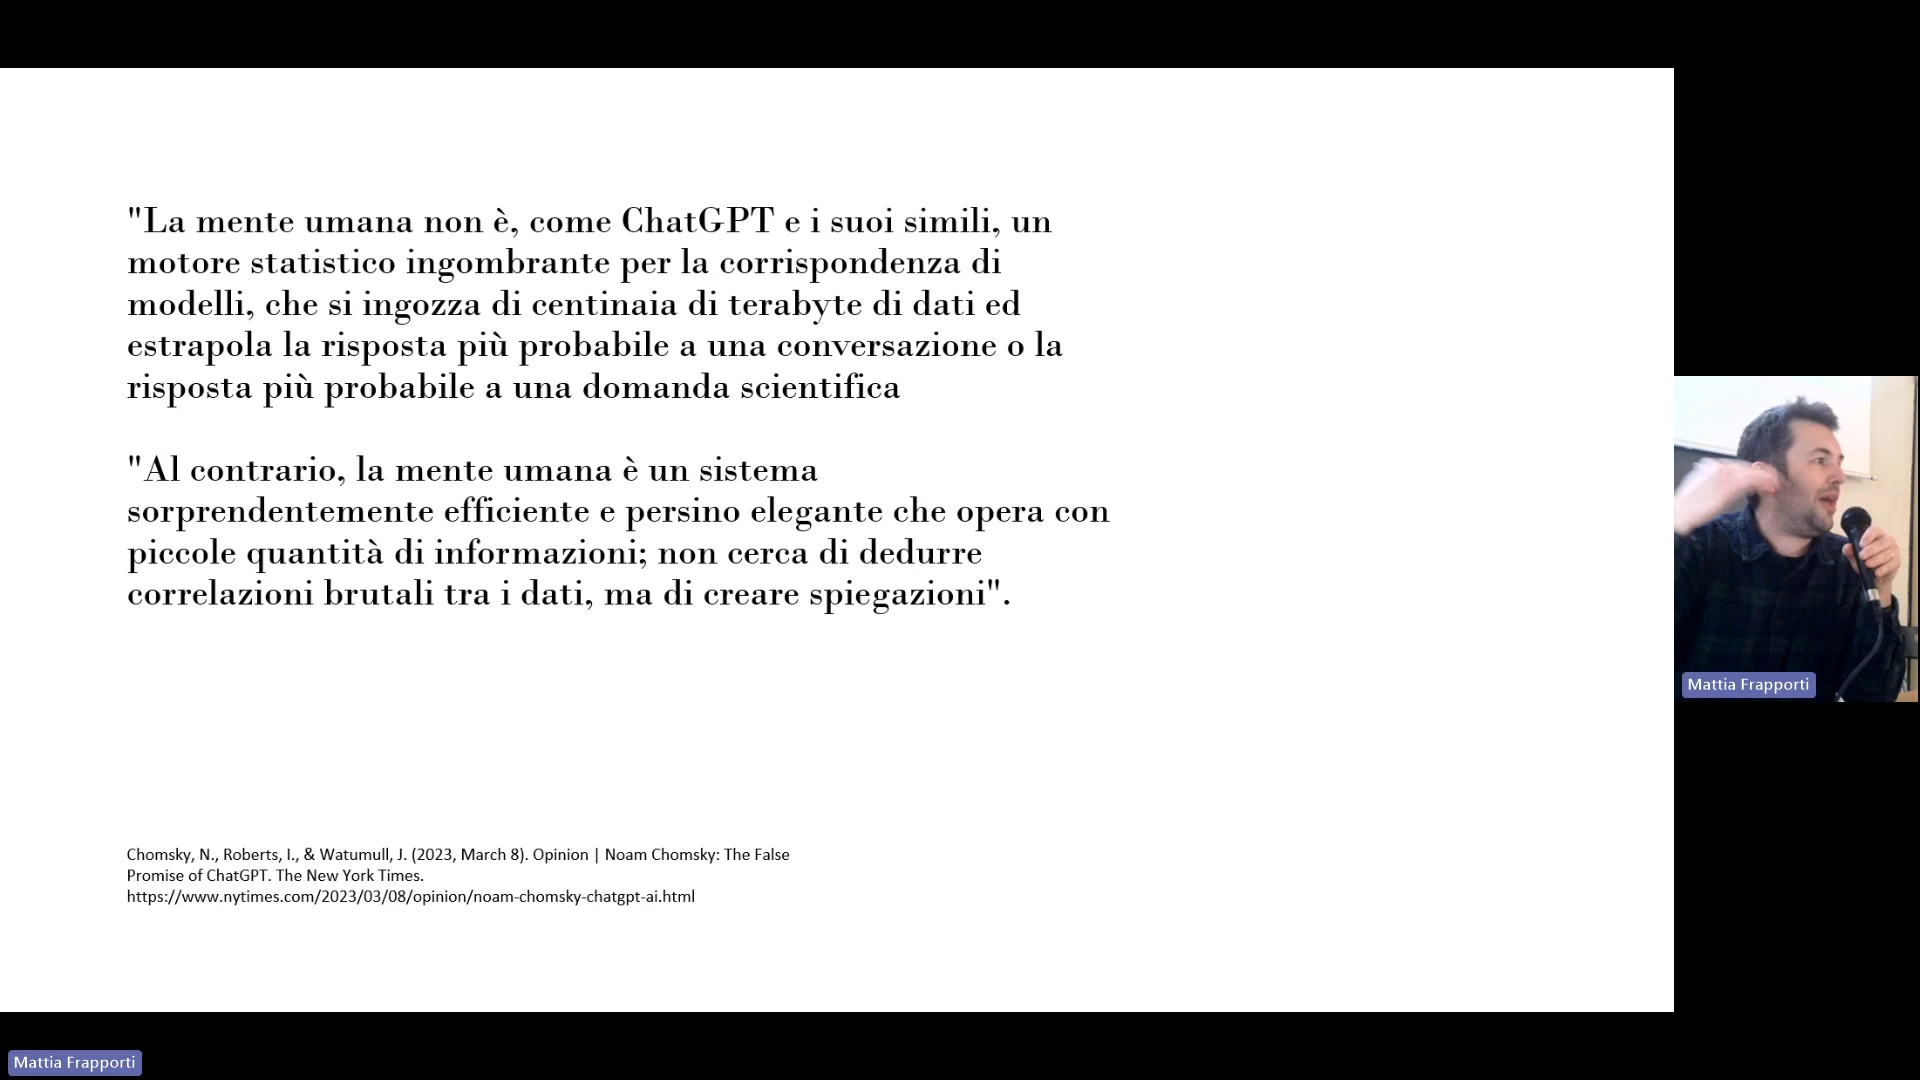 "La mente umana non è, come ChatGPT e i suoi simili, un
motore statistico ingombrante per la corrispondenza di
modelli, che si ingozza di centinaia di terabyte di dati ed
estrapola la risposta più probabile a una conversazione o la
risposta più probabile a una domanda scientifica
"Al contrario, la mente umana è un sistema
sorprendentemente efficiente e persino elegante che opera con
piccole quantità di informazioni; non cerca di dedurre
correlazioni brutali tra i dati, ma di creare spiegazioni".
Chomsky, N., Roberts, I., & Watumull, J. (2023, March 8). Opinion | Noam Chomsky: The False
Promise of ChatGPT. The New York Times.
https://www.nytimes.com/2023/03/08/opinion/noam-chomsky-chatgpt-ai.html
Mattia Frapporti
Mattia Frapporti